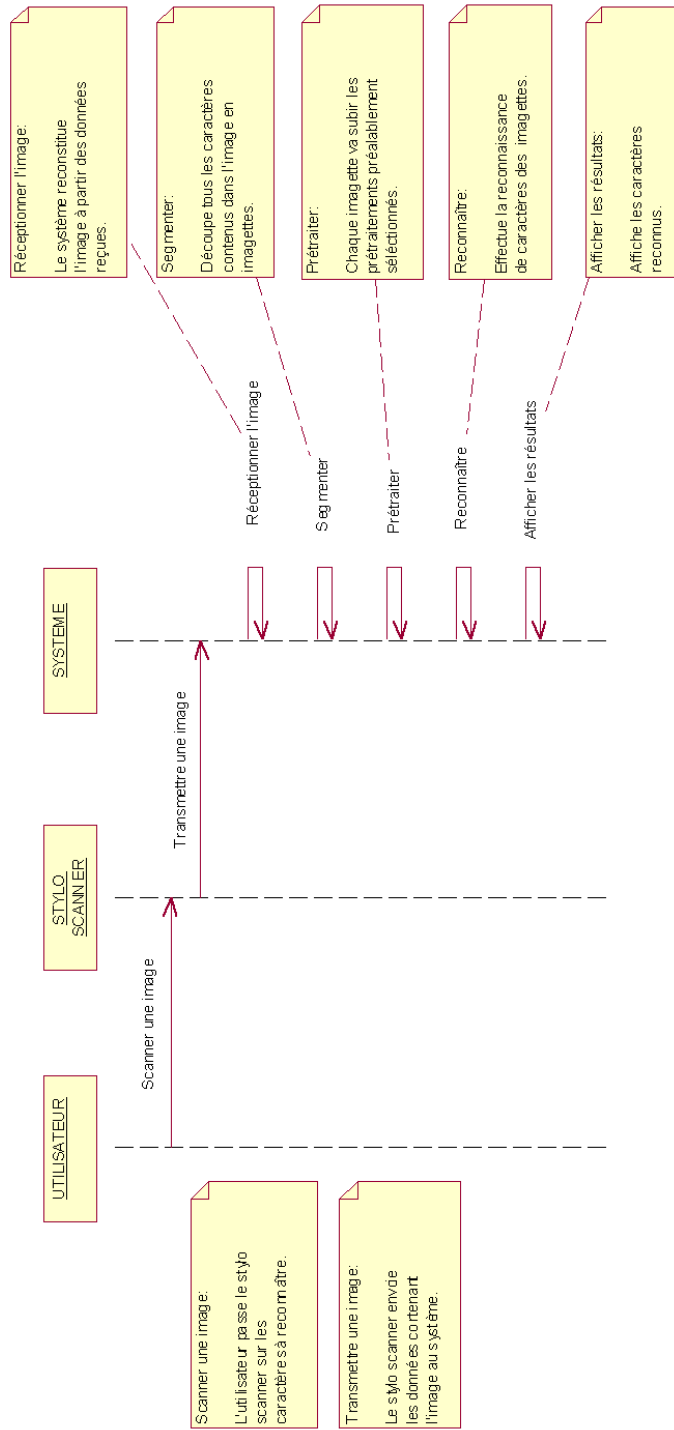 UTILISATEUR
STYLO
SCANNER
SYSTEME
Scanner une image
Transmettre une image
Réceptionner l'image
Segmenter
Prétraiter
Reconnaître
Afficher les résultats
Scanner une image:
L'utilisateur passe le stylo
scanner sur les
caractères à reconnaître.
Transmettre une image:
Le stylo scanner envoie
les données contenant
l'image au système.
Réceptionner l'image:
Le système reconstitue
l'image à partir des données
reçues.
Segmenter:
Découpe tous les caractères
contenus dans l'image en
imagettes.
Prétraiter:
Chaque imagette va subir les
prétraitements préalablement
séléctionnés.
Reconnaître:
Effectue la reconnaissance
de caractères des imagettes.
Afficher les résultats:
Affiche les caractères
reconnus.